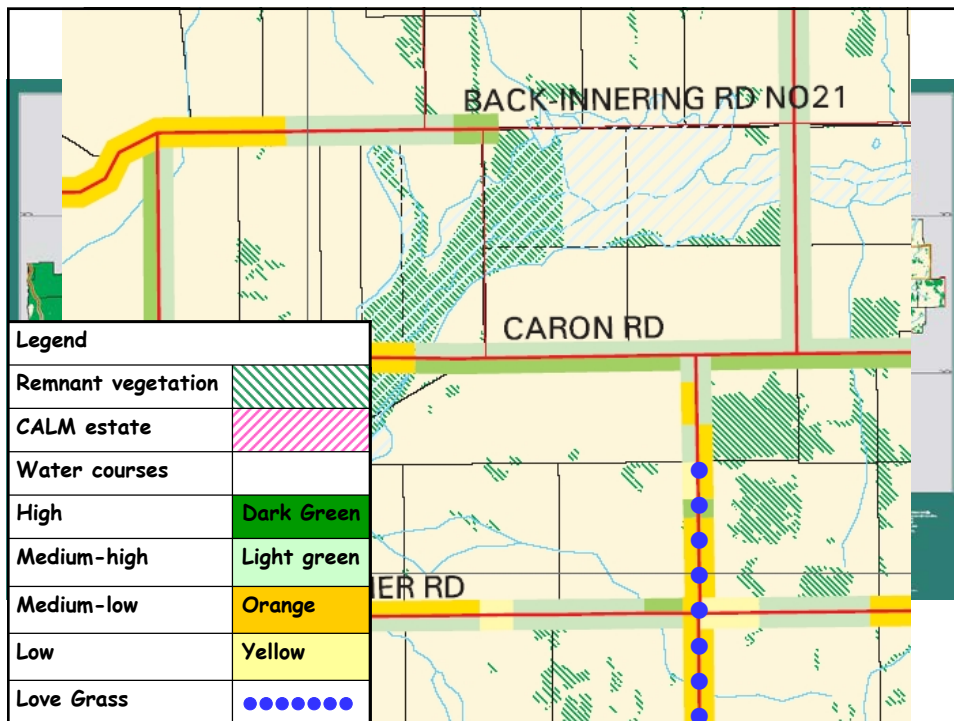 BACK-INNERING RD NO21
CARON RD
IER RD
Legend
Remnant vegetation
CALM estate
Water courses
High Dark Green
Medium-high Light green
Medium-low Orange
Low Yellow
Love Grass